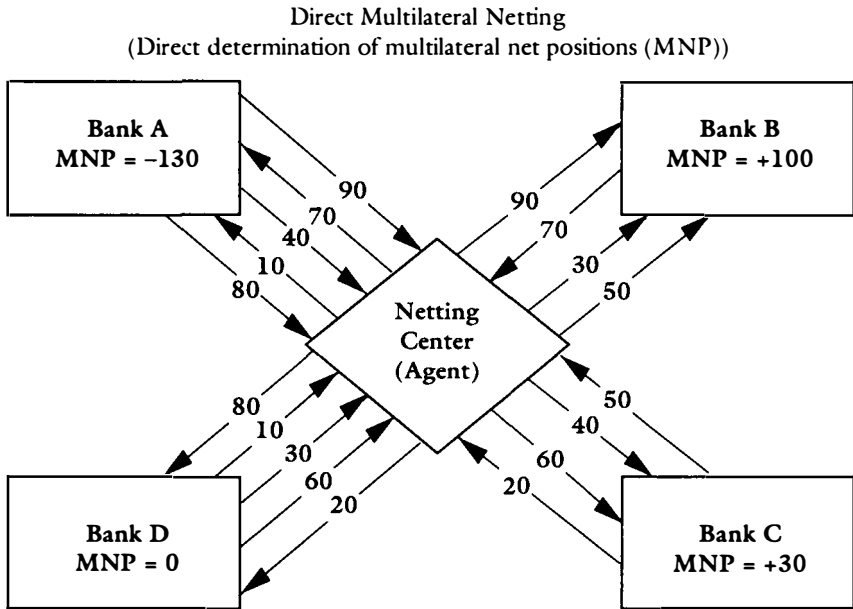 Direct Multilateral Netting
(Direct determination of multilateral net positions (MNP))
Bank A
MNP = –130
Bank B
MNP = +100
90
70
40
10
80
90
70
30
50
Netting
Center
(Agent)
80
10
30
60
20
50
40
60
20
Bank D
MNP = 0
Bank C
MNP = +30